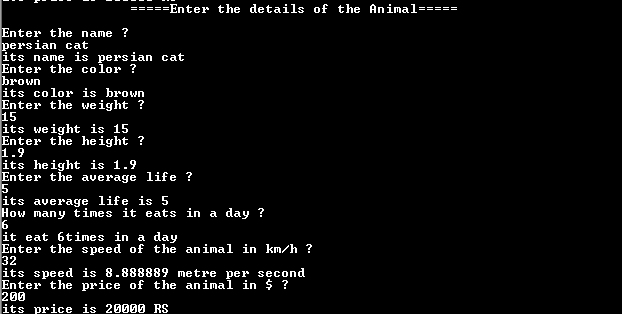 =====Enter the details of the Animal=====
Enter the name ?
persian cat
its name is persian cat
Enter the color ?
brown
its color is brown
Enter the weight ?
15
its weight is 15
Enter the height ?
1.9
its height is 1.9
Enter the average life ?
5
its average life is 5
How many times it eats in a day ?
6
it eat 6times in a day
Enter the speed of the animal in km/h ?
32
its speed is 8.888889 metre per second
Enter the price of the animal in $ ?
200
its price is 20000 RS